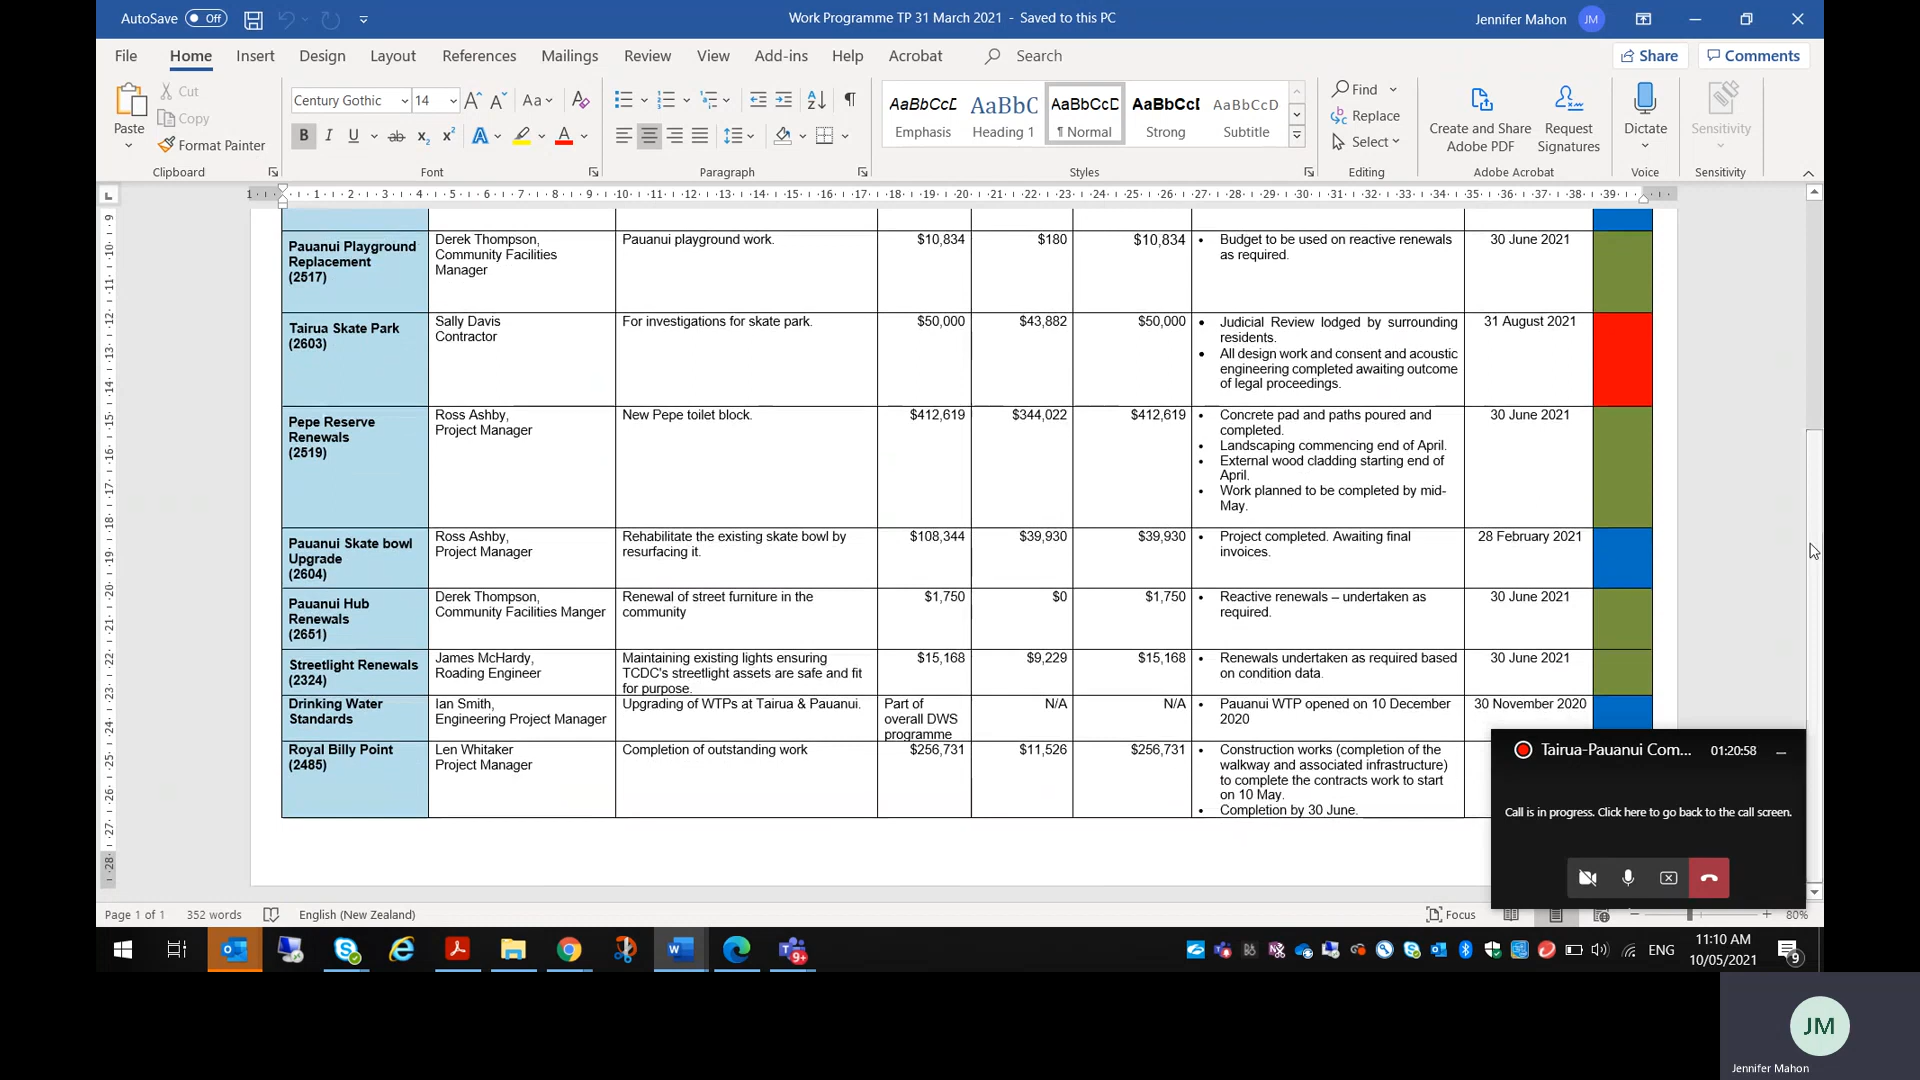 AutoSave Off
Work Programme TP 31 March 2021 - Saved to this PC
Jennifer Mahon JM
File Home Insert Design Layout References Mailings Review View Add-ins Help Acrobat Search Share Comments
Paste Cut Copy Format Painter
Century Gothic 14
AaBbCcD Emphasis AaBbC Heading 1 AaBbCcD ¶ Normal AaBbCcI Strong AaBbCcD Subtitle
Find Replace Select
Create and Share Adobe PDF Request Signatures Dictate Sensitivity
Clipboard Font Paragraph Styles Editing Adobe Acrobat Voice Sensitivity
Pauanui Playground Replacement (2517)
Derek Thompson, Community Facilities Manager
Pauanui playground work.
$10,834 $180 $10,834
• Budget to be used on reactive renewals as required.
30 June 2021
Tairua Skate Park (2603)
Sally Davis Contractor
For investigations for skate park.
$50,000 $43,882 $50,000
• Judicial Review lodged by surrounding residents.
• All design work and consent and acoustic engineering completed awaiting outcome of legal proceedings.
31 August 2021
Pepe Reserve Renewals (2519)
Ross Ashby, Project Manager
New Pepe toilet block.
$412,619 $344,022 $412,619
• Concrete pad and paths poured and completed.
• Landscaping commencing end of April.
• External wood cladding starting end of April.
• Work planned to be completed by mid-May.
30 June 2021
Pauanui Skate bowl Upgrade (2604)
Ross Ashby, Project Manager
Rehabilitate the existing skate bowl by resurfacing it.
$108,344 $39,930 $39,930
• Project completed. Awaiting final invoices.
28 February 2021
Pauanui Hub Renewals (2651)
Derek Thompson, Community Facilities Manger
Renewal of street furniture in the community
$1,750 $0 $1,750
• Reactive renewals – undertaken as required.
30 June 2021
Streetlight Renewals (2324)
James McHardy, Roading Engineer
Maintaining existing lights ensuring TCDC's streetlight assets are safe and fit for purpose.
$15,168 $9,229 $15,168
• Renewals undertaken as required based on condition data.
30 June 2021
Drinking Water Standards
Ian Smith, Engineering Project Manager
Upgrading of WTPs at Tairua & Pauanui.
Part of overall DWS programme N/A N/A
• Pauanui WTP opened on 10 December 2020
30 November 2020
Royal Billy Point (2485)
Len Whitaker Project Manager
Completion of outstanding work
$256,731 $11,526 $256,731
• Construction works (completion of the walkway and associated infrastructure) to complete the contracts work to start on 10 May.
• Completion by 30 June.
Tairua-Pauanui Com... 01:20:58
Call is in progress. Click here to go back to the call screen.
Page 1 of 1 352 words English (New Zealand) Focus 80%
ENG 11:10 AM
10/05/2021
9
9+
JM
Jennifer Mahon